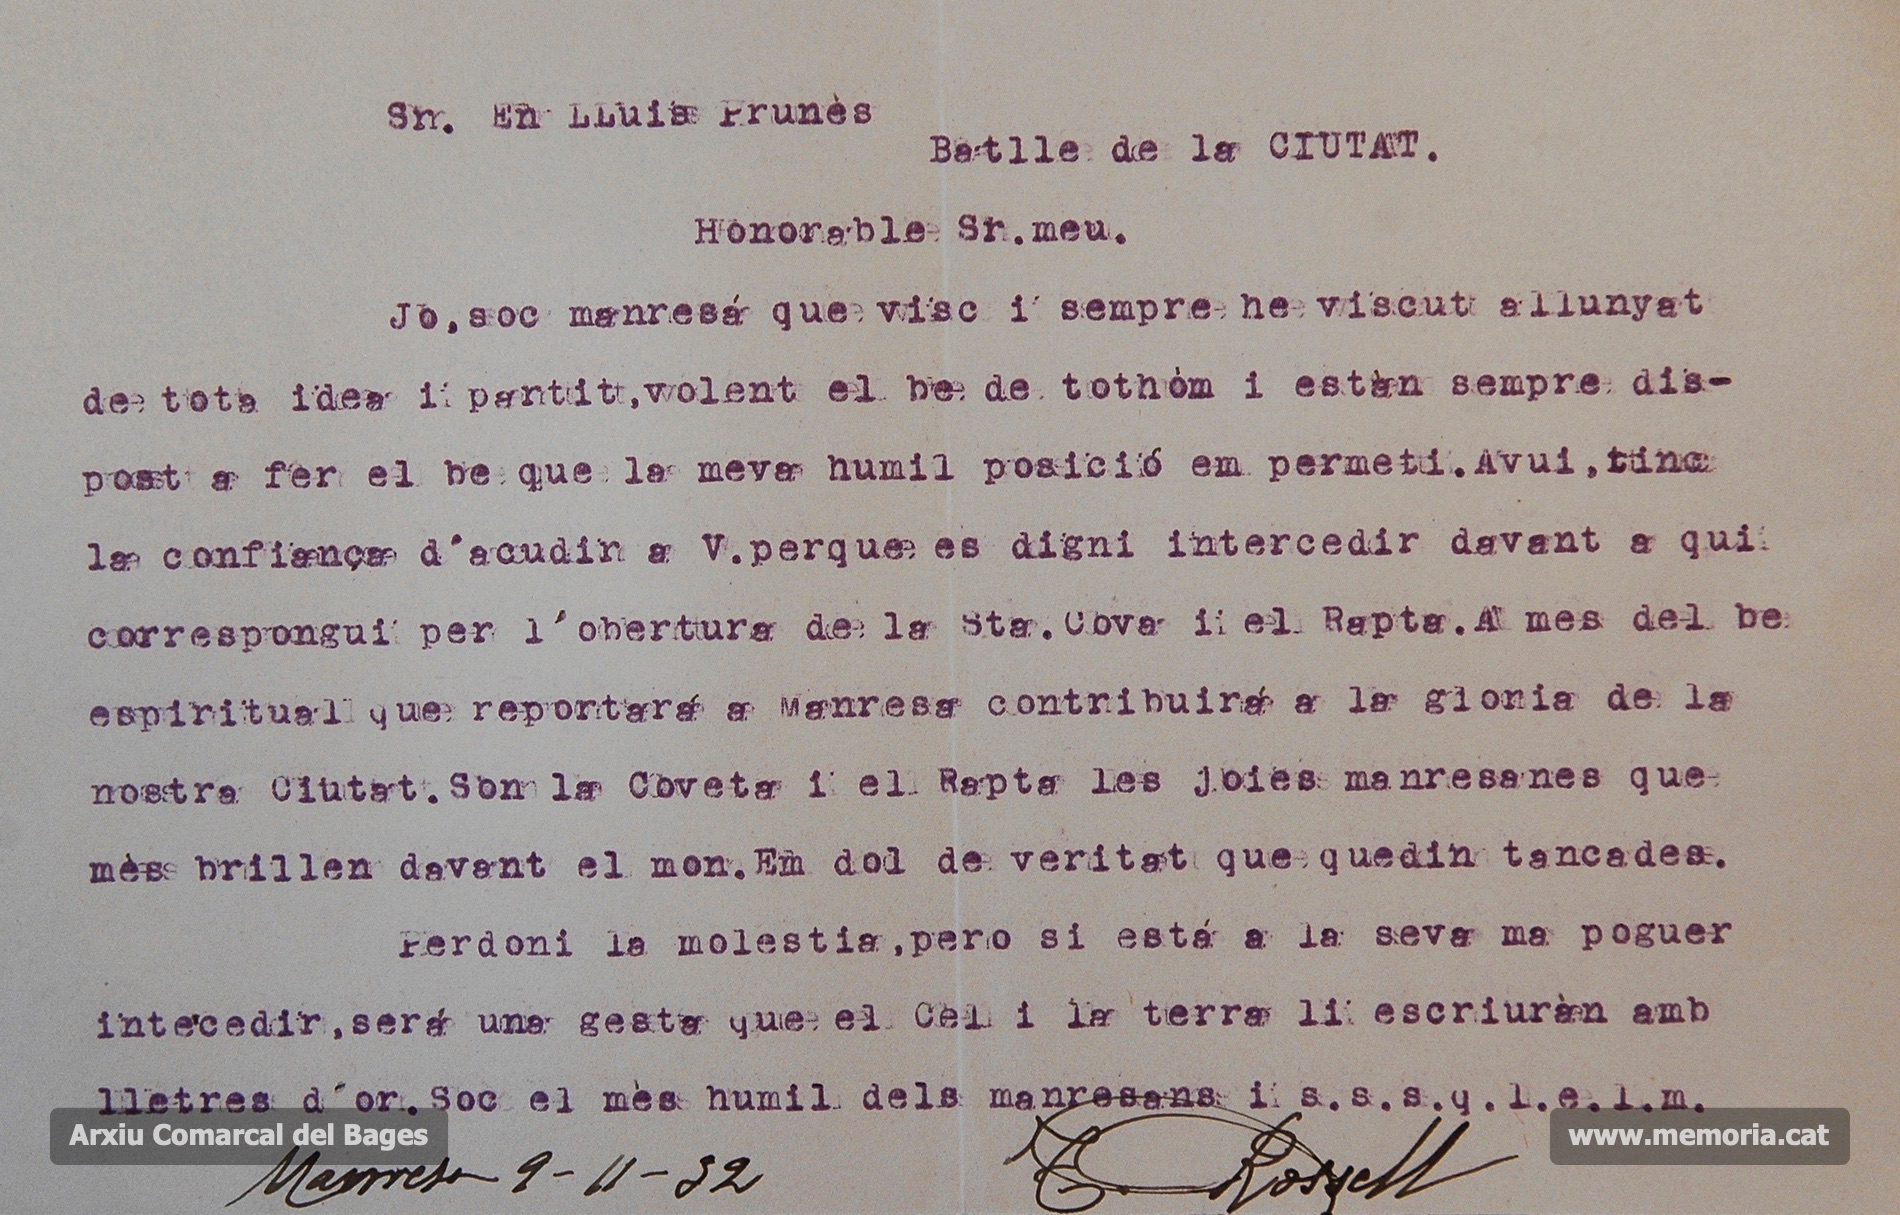 Sr. En LLuis Prunès
Batlle de la CIUTAT.
Honorable Sr.meu.
Jo,soc manresá que visc i sempre he viscut allunyat
de tota idea i partit,volent el be de tothòm i estàn sempre dis-
post a fer el be que la meva humil posició em permeti.Avui,tinc
la confiança d'acudir a V.perque es digni intercedir davant a qui
correspongui per l'obertura de la Sta.Cova i el Rapta.A mes del be
espiritual que reportará a Manresa contribuirá a la gloria de la
nostra Ciutat.Son la Coveta i el Rapta les joies manresanes que
mès brillen davant el mon.Em dol de veritat que quedin tancades.
Perdoni la molestia,pero si está a la seva ma poguer
intecedir,será una gesta que el Cel i la terra li escriuràn amb
lletres d'or.Soc el mès humil dels manresans i s.s.s.q.l.e.l.m.
Arxiu Comarcal del Bages
www.memoria.cat
Manresa 9-11-32
Rossell